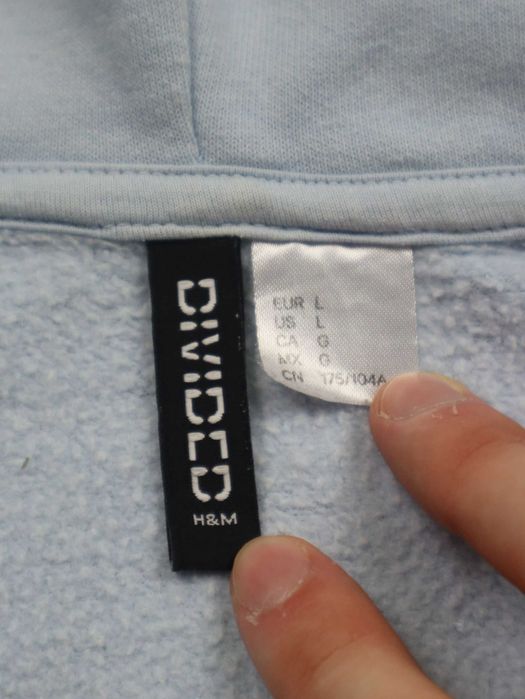 DIVIDED
H&M
EUR L
US L
CA G
MX G
CN 175/104A